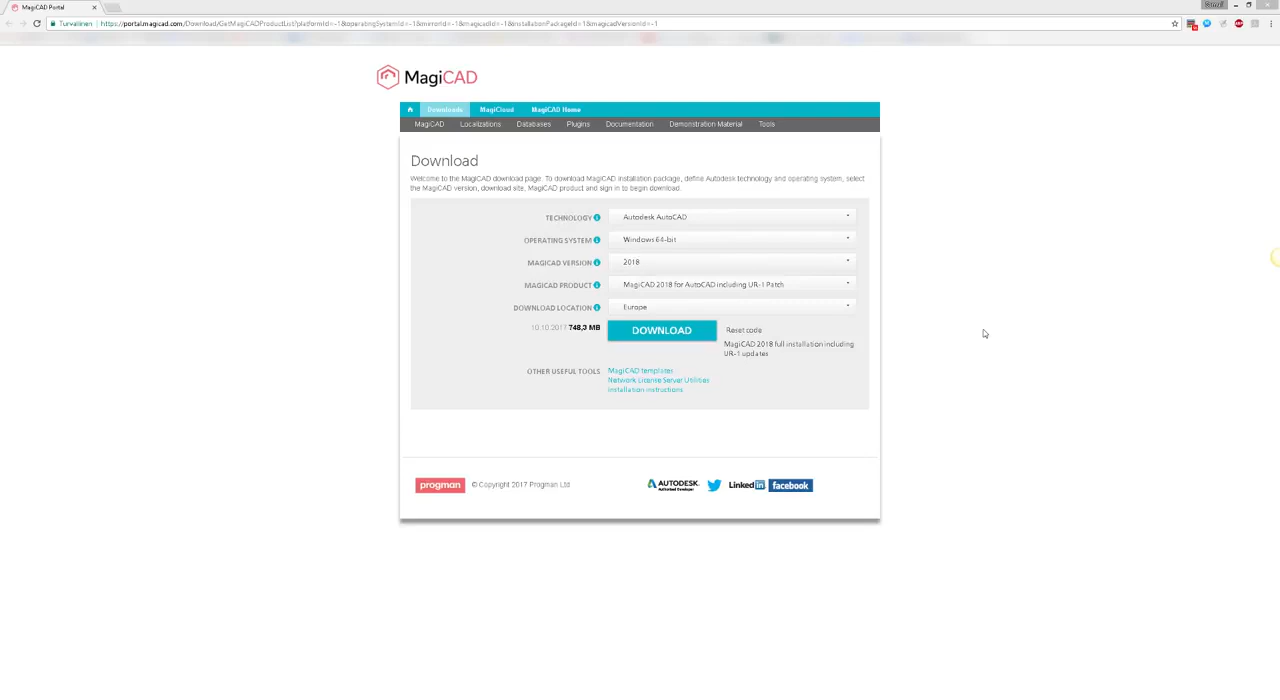 MagiCAD Portal
Turvallinen
https://portal.magicad.com/Download/GetMagiCADProductList?platformId=-1&operatingSystemId=-1&mirrorId=-1&magicadId=-1&installationPackageId=1&magicadVersionId=-1
MagiCAD
Downloads MagiCloud MagiCAD Home
MagiCAD Localizations Databases Plugins Documentation Demonstration Material Tools
Download
Welcome to the MagiCAD download page. To download MagiCAD installation package, define Autodesk technology and operating system, select
the MagiCAD version, download site, MagiCAD product and sign in to begin download.
TECHNOLOGY Autodesk AutoCAD
OPERATING SYSTEM Windows 64-bit
MAGICAD VERSION 2018
MAGICAD PRODUCT MagiCAD 2018 for AutoCAD including UR-1 Patch
DOWNLOAD LOCATION Europe
10.10.2017 748,3 MB DOWNLOAD Reset code
MagiCAD 2018 full installation including
UR-1 updates
OTHER USEFUL TOOLS MagiCAD templates
Network License Server Utilities
Installation instructions
progman © Copyright 2017 Progman Ltd AUTODESK. Linked in facebook
Authorized Developer